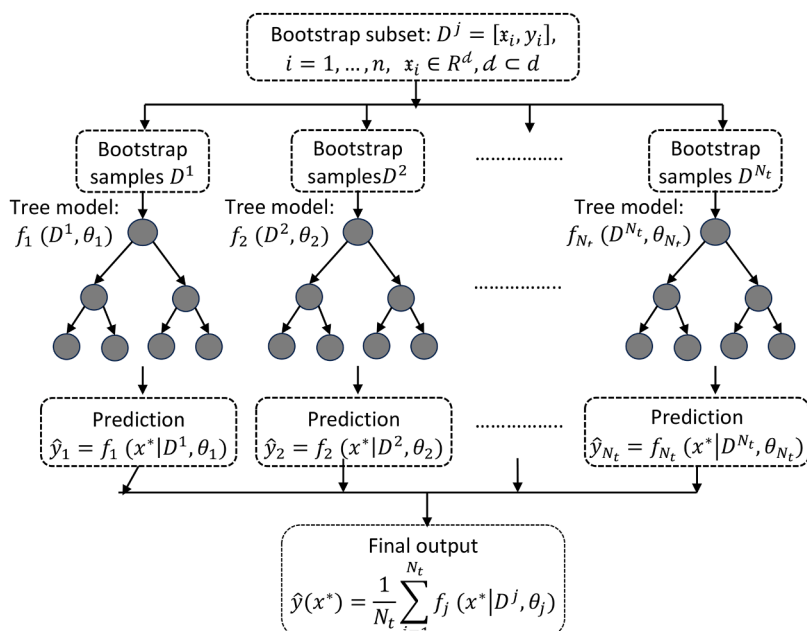 Bootstrap subset: D^j = [𝔵_i, y_i],
i = 1, …, n, 𝔵_i ∈ R^d, d ⊂ d
Bootstrap
samples D^1
Bootstrap
samplesD^2
....................
Bootstrap
samples D^{N_t}
Tree model:
f_1 (D^1, θ_1)
Tree model:
f_2 (D^2, θ_2)
....................
Tree model:
f_{N_t} (D^{N_t}, θ_{N_t})
Prediction
ŷ_1 = f_1 (x*|D^1, θ_1)
Prediction
ŷ_2 = f_2 (x*|D^2, θ_2)
....................
Prediction
ŷ_{N_t} = f_{N_t} (x*|D^{N_t}, θ_{N_t})
Final output
ŷ(x*) = 1/N_t ∑_{j=1}^{N_t} f_j (x*|D^j, θ_j)